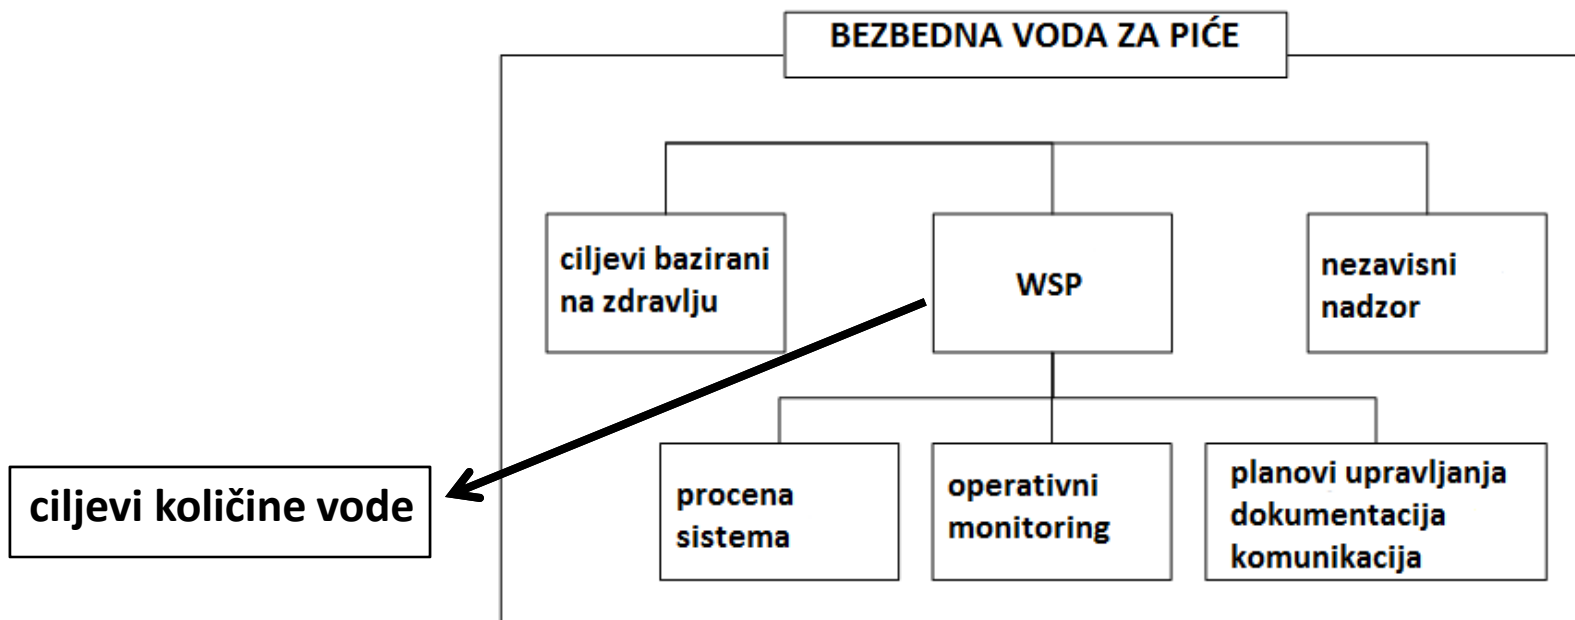 BEZBEDNA VODA ZA PIĆE
ciljevi bazirani
na zdravlju
WSP
nezavisni
nadzor
ciljevi količine vode
procena
sistema
operativni
monitoring
planovi upravljanja
dokumentacija
komunikacija